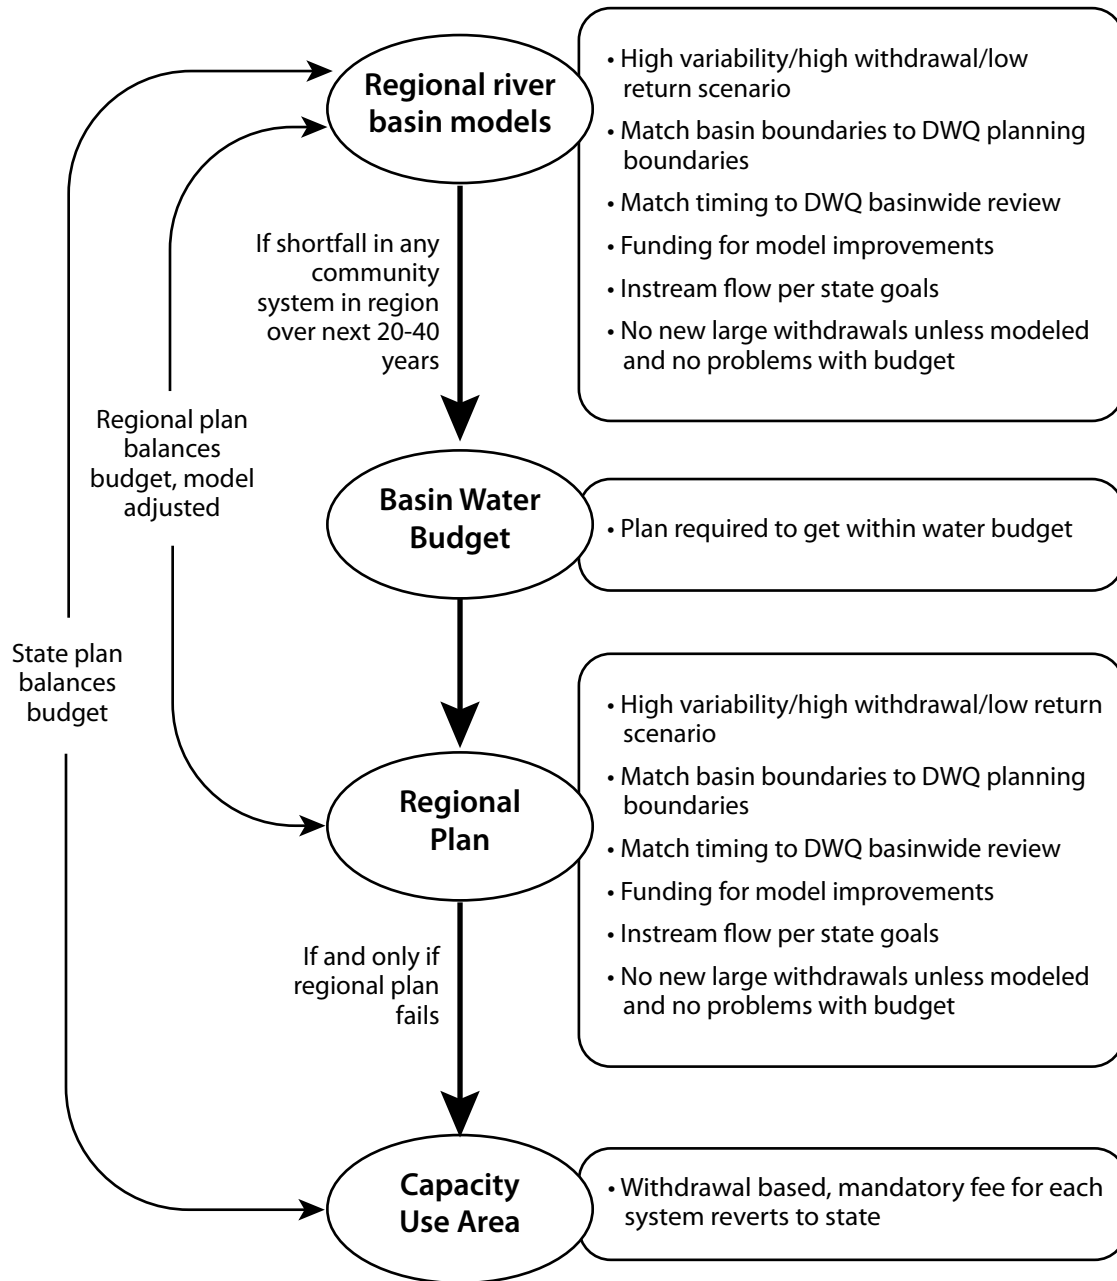 Regional river
basin models
• High variability/high withdrawal/low
return scenario
• Match basin boundaries to DWQ planning
boundaries
• Match timing to DWQ basinwide review
• Funding for model improvements
• Instream flow per state goals
• No new large withdrawals unless modeled
and no problems with budget
If shortfall in any
community
system in region
over next 20-40
years
Regional plan
balances
budget, model
adjusted
Basin Water
Budget
• Plan required to get within water budget
State plan
balances
budget
Regional
Plan
• High variability/high withdrawal/low return
scenario
• Match basin boundaries to DWQ planning
boundaries
• Match timing to DWQ basinwide review
• Funding for model improvements
• Instream flow per state goals
• No new large withdrawals unless modeled
and no problems with budget
If and only if
regional plan
fails
Capacity
Use Area
• Withdrawal based, mandatory fee for each
system reverts to state